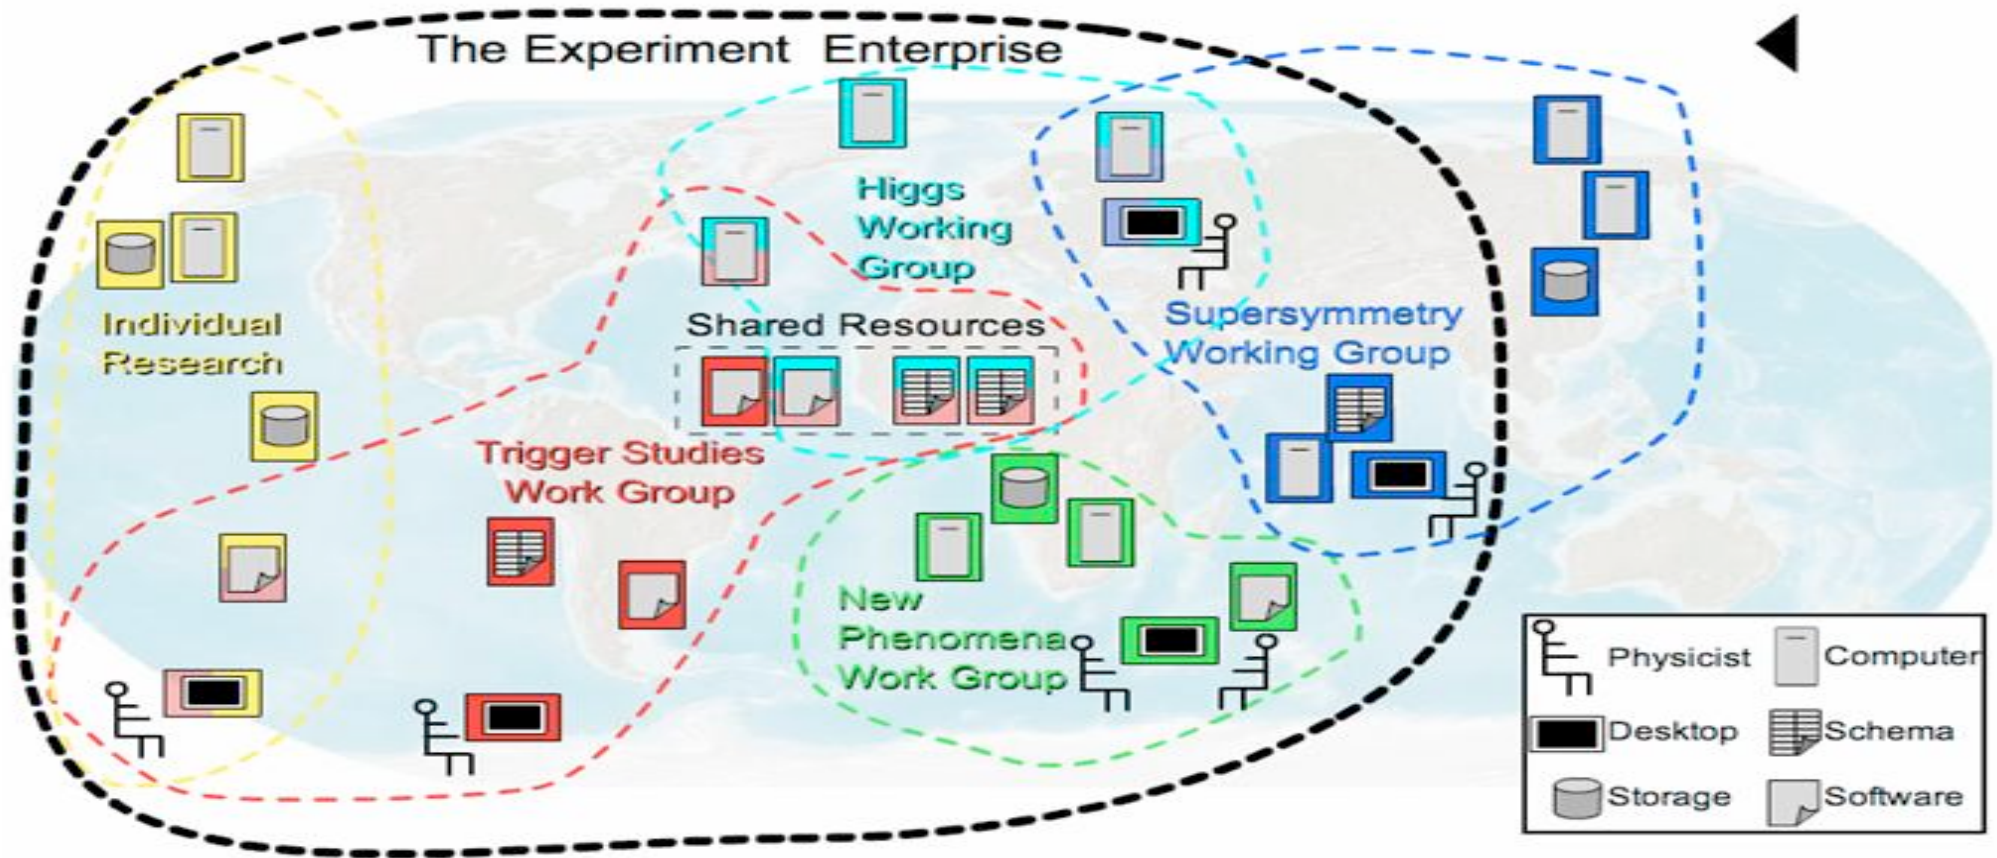 The Experiment Enterprise
Higgs
Working
Group
Individual
Research
Shared Resources
Supersymmetry
Working Group
Trigger Studies
Work Group
New
Phenomena
Work Group
Physicist
Computer
Desktop
Schema
Storage
Software